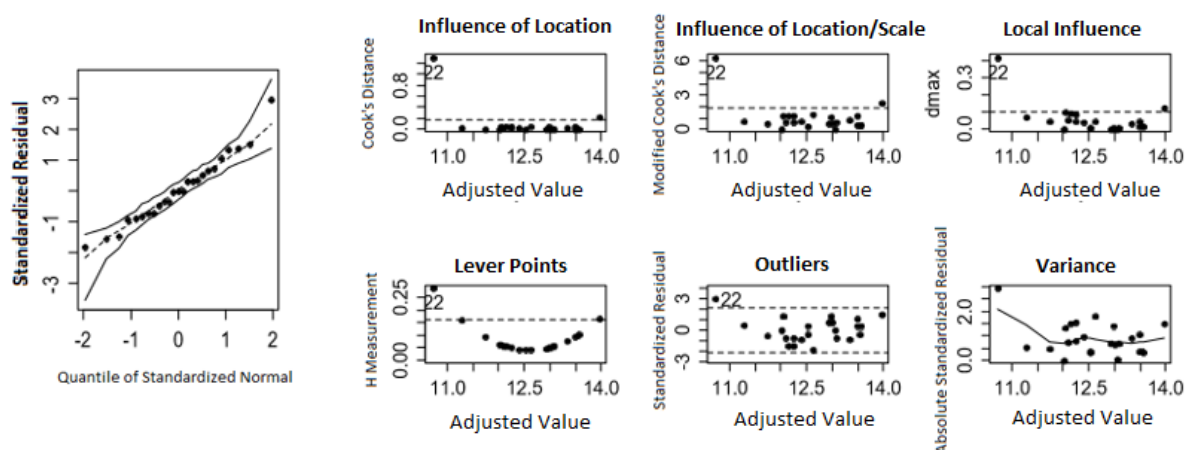 Standardized Residual
3
2
1
-1
-3
-2 -1 0 1 2
Quantile of Standardized Normal
Influence of Location
Cook's Distance
0.8
0.0
22
11.0 12.5 14.0
Adjusted Value
Influence of Location/Scale
Modified Cook's Distance
6
3
0
22
11.0 12.5 14.0
Adjusted Value
Local Influence
dmax
0.3
0.0
22
11.0 12.5 14.0
Adjusted Value
Lever Points
H Measurement
0.25
0.00
22
11.0 12.5 14.0
Adjusted Value
Outliers
Standardized Residual
3
0
-3
22
11.0 12.5 14.0
Adjusted Value
Variance
Absolute Standardized Residual
2.0
0.0
11.0 12.5 14.0
Adjusted Value